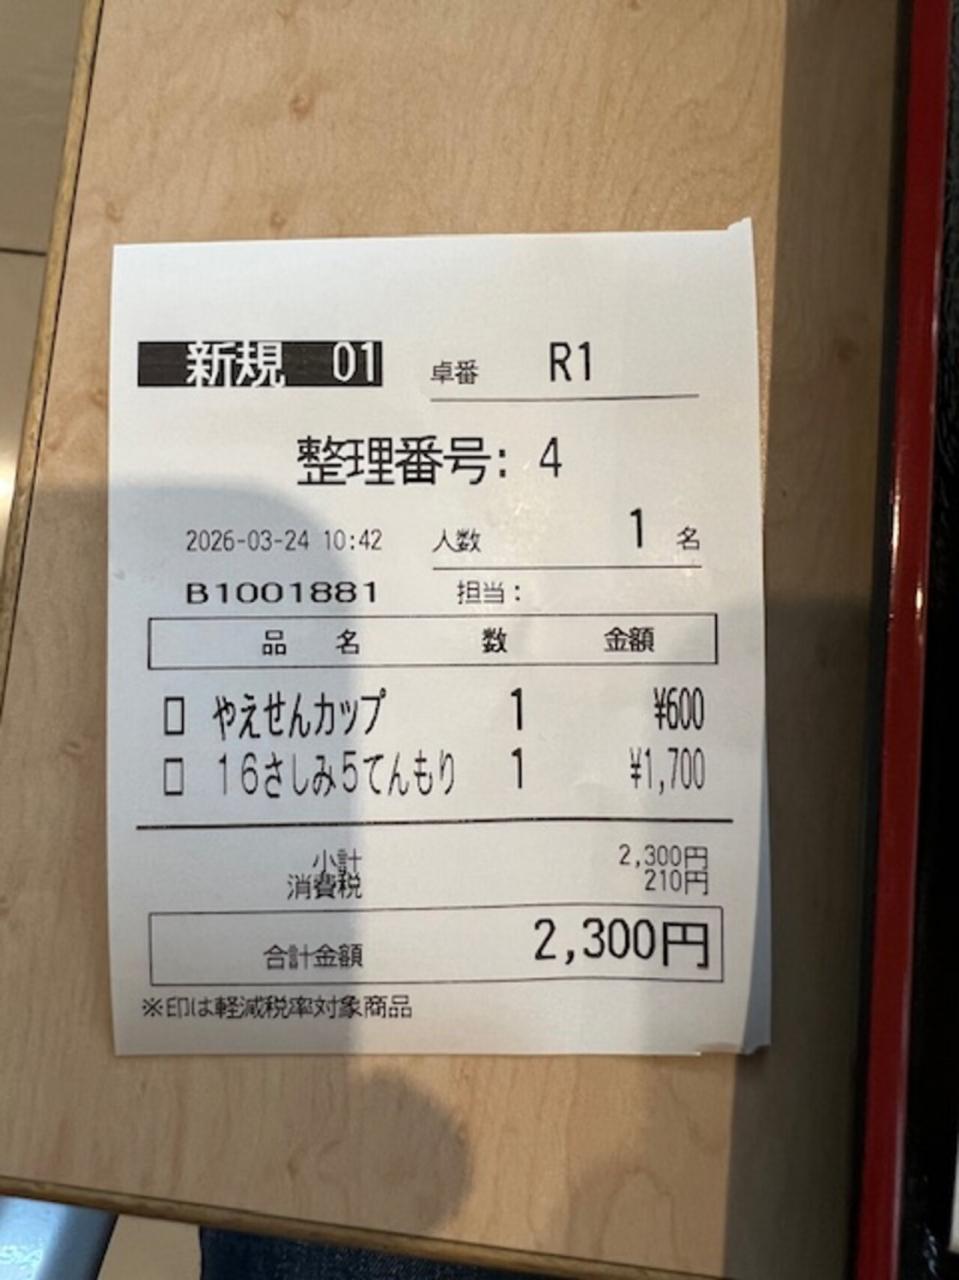 新規 01 卓番 R1
整理番号: 4
2026-03-24 10:42 人数 1 名
B1001881 担当:
品 名 数 金額
□ やえせんカップ 1 ¥600
□ 16さしみ5てんもり 1 ¥1,700
小計 2,300円
消費税 210円
合計金額 2,300円
※印は軽減税率対象商品